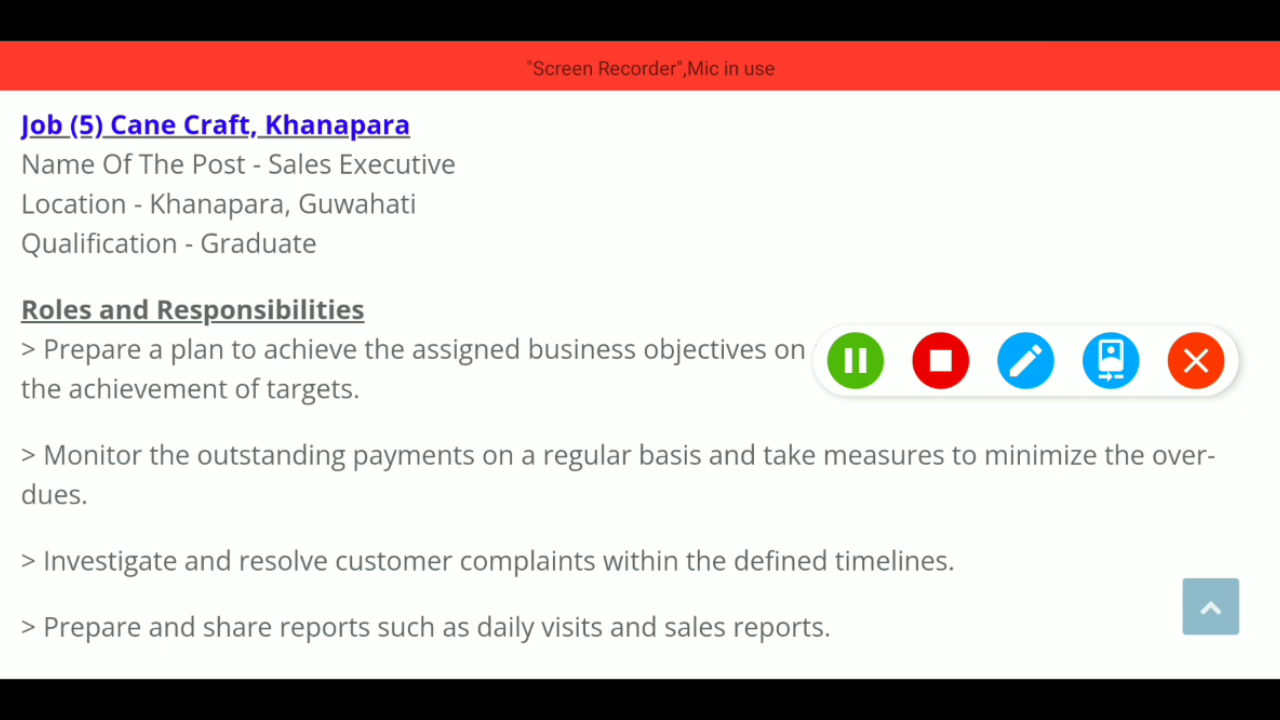 "Screen Recorder",Mic in use
Job (5) Cane Craft, Khanapara
Name Of The Post - Sales Executive
Location - Khanapara, Guwahati
Qualification - Graduate
Roles and Responsibilities
> Prepare a plan to achieve the assigned business objectives on
the achievement of targets.
> Monitor the outstanding payments on a regular basis and take measures to minimize the over-
dues.
> Investigate and resolve customer complaints within the defined timelines.
> Prepare and share reports such as daily visits and sales reports.